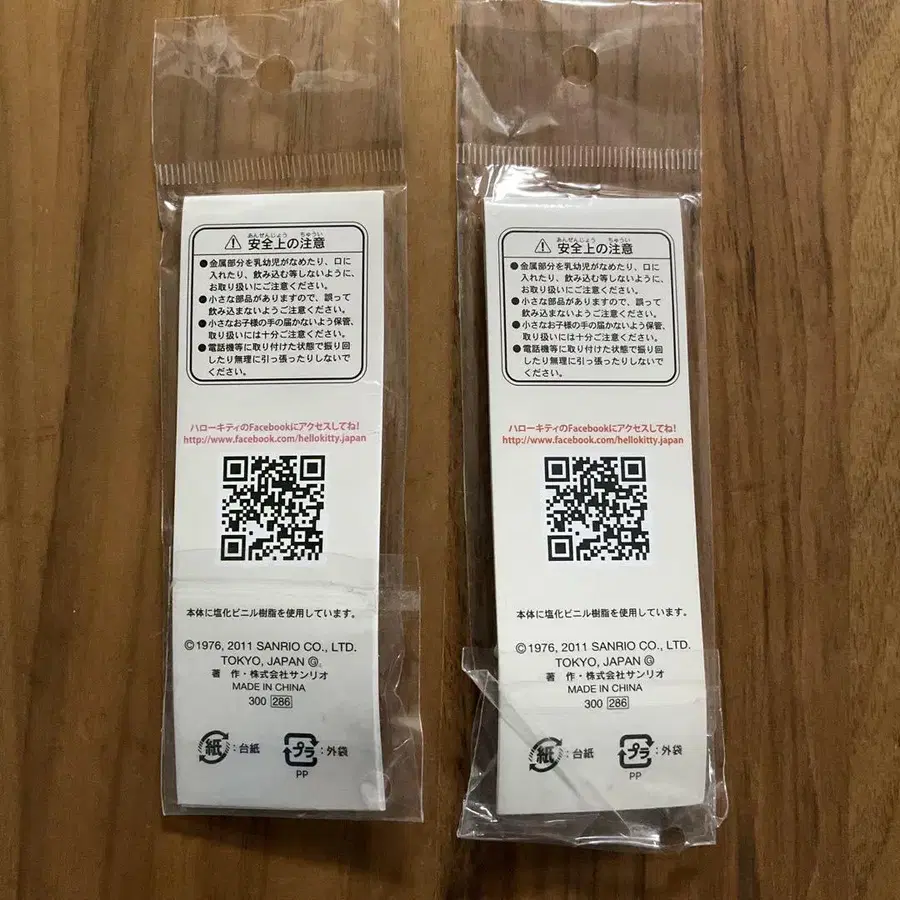 あんぜんじょう ちゅうい
安全上の注意
●金属部分を乳幼児がなめたり、口に
入れたり、飲み込む等しないように、
お取り扱いにご注意ください。
●小さな部品がありますので、誤って
飲み込まないようご注意ください。
●小さなお子様の手の届かないよう保管、
取り扱いには十分ご注意ください。
●電話機等に取り付けた状態で振り回
したり無理に引っ張ったりしないで
ください。
ハローキティのFacebookにアクセスしてね!
http://www.facebook.com/hellokitty.japan
本体に塩化ビニル樹脂を使用しています。
©1976, 2011 SANRIO CO., LTD.
TOKYO, JAPAN Ⓖ
著 作・株式会社サンリオ
MADE IN CHINA
300 286
紙:台紙 プラ:外袋
PP
あんぜんじょう ちゅうい
安全上の注意
●金属部分を乳幼児がなめたり、口に
入れたり、飲み込む等しないように、
お取り扱いにご注意ください。
●小さな部品がありますので、誤って
飲み込まないようご注意ください。
●小さなお子様の手の届かないよう保管、
取り扱いには十分ご注意ください。
●電話機等に取り付けた状態で振り回
したり無理に引っ張ったりしないで
ください。
ハローキティのFacebookにアクセスしてね!
http://www.facebook.com/hellokitty.japan
本体に塩化ビニル樹脂を使用しています。
©1976, 2011 SANRIO CO., LTD.
TOKYO, JAPAN Ⓖ
著 作・株式会社サンリオ
MADE IN CHINA
300 286
紙:台紙 プラ:外袋
PP